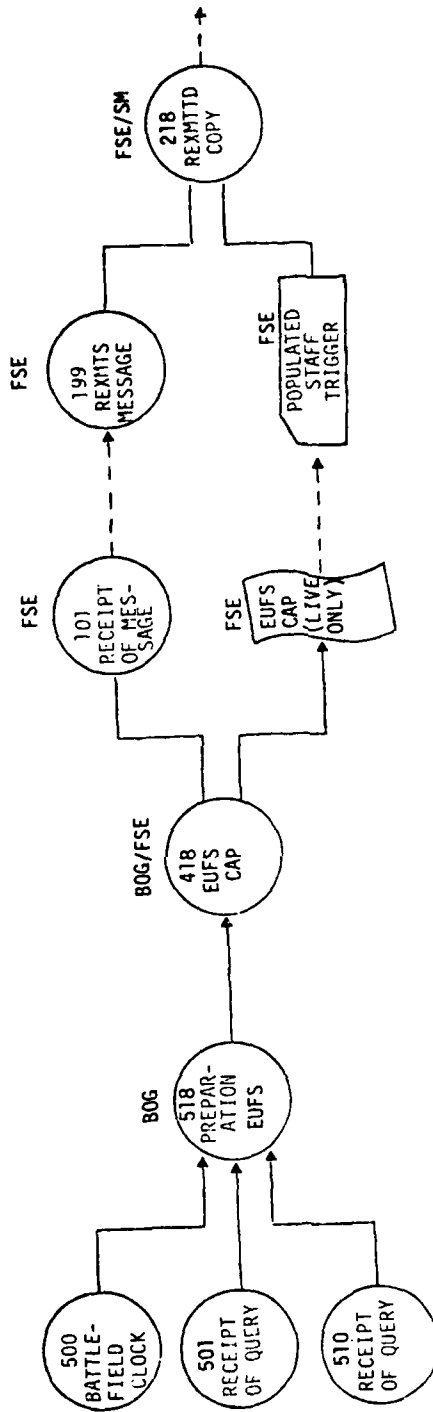 500
BATTLE-
FIELD
CLOCK
501
RECEIPT
OF QUERY
510
RECEIPT
OF QUERY
BOG
518
PREPAR-
ATION
EUFS
BOG/FSE
418
EUFS
CAP
FSE
101
RECEIPT
OF MES-
SAGE
FSE
EUFS
CAP
(LIVE
ONLY)
FSE
199
REXMTS
MESSAGE
FSE
POPULATED
STAFF
TRIGGER
FSE/SM
218
REXMTTD
COPY